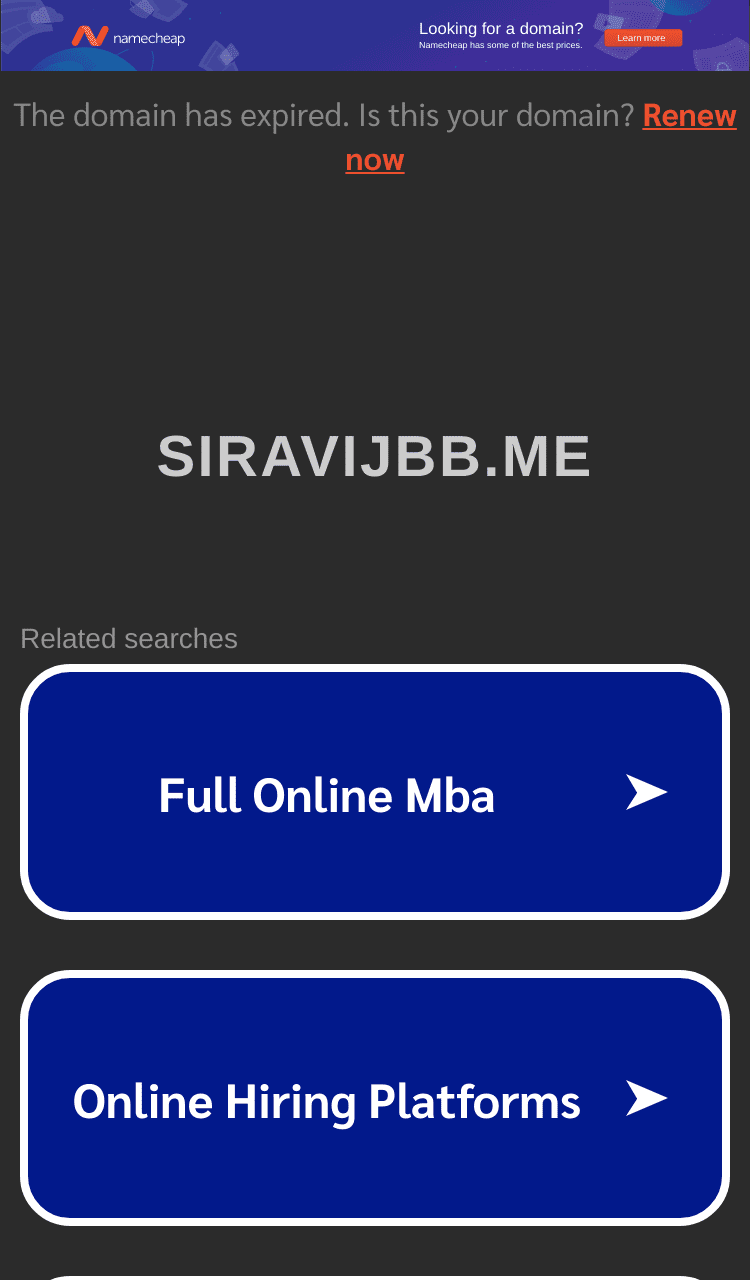 namecheap
Looking for a domain?
Namecheap has some of the best prices.
Learn more
The domain has expired. Is this your domain? Renew
now
SIRAVIJBB.ME
Related searches
Full Online Mba
Online Hiring Platforms